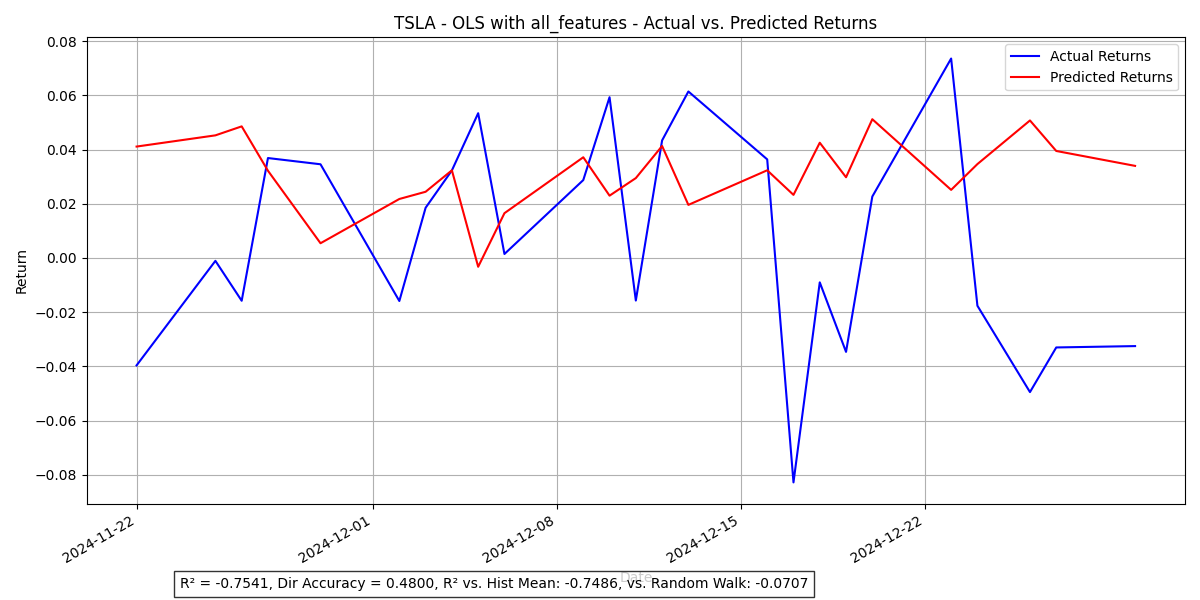 TSLA - OLS with all_features - Actual vs. Predicted Returns
Actual Returns
Predicted Returns
Return
0.08
0.06
0.04
0.02
0.00
−0.02
−0.04
−0.06
−0.08
2024-11-22
2024-12-01
2024-12-08
2024-12-15
2024-12-22
Date
R² = -0.7541, Dir Accuracy = 0.4800, R² vs. Hist Mean: -0.7486, vs. Random Walk: -0.0707